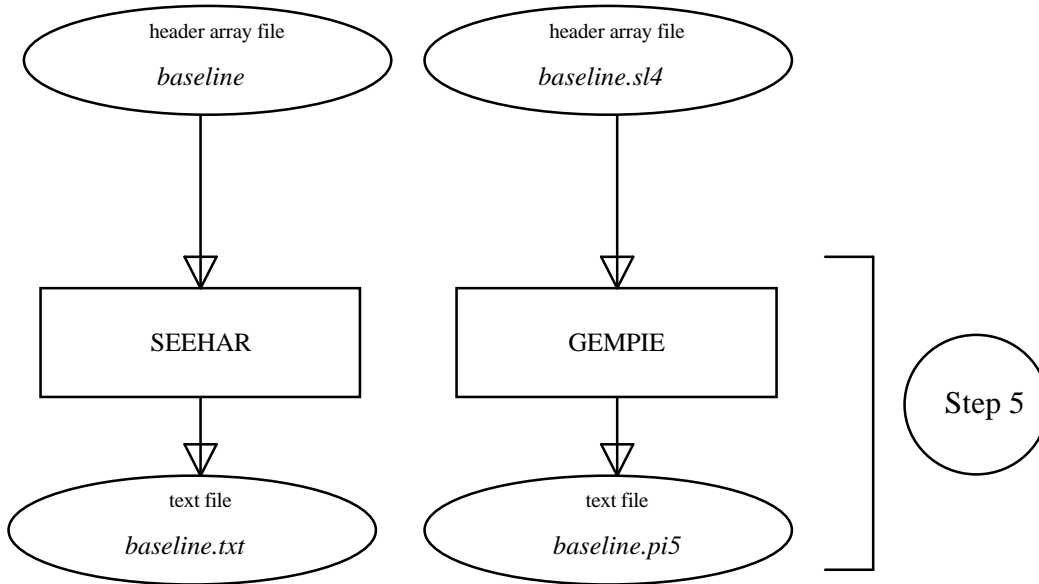 header array file
baseline
header array file
baseline.sl4
SEEHAR
GEMPIE
Step 5
text file
baseline.txt
text file
baseline.pi5